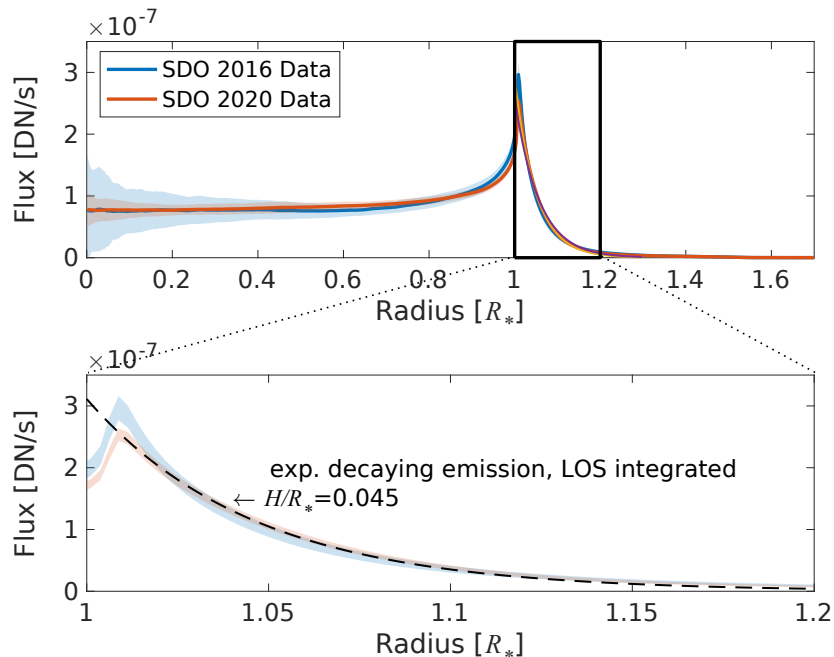 ×10⁻⁷
3
2
1
0
Flux [DN/s]
SDO 2016 Data
SDO 2020 Data
0 0.2 0.4 0.6 0.8 1 1.2 1.4 1.6
Radius [R*]
×10⁻⁷
3
2
1
0
Flux [DN/s]
exp. decaying emission, LOS integrated
← H/R*=0.045
1 1.05 1.1 1.15 1.2
Radius [R*]